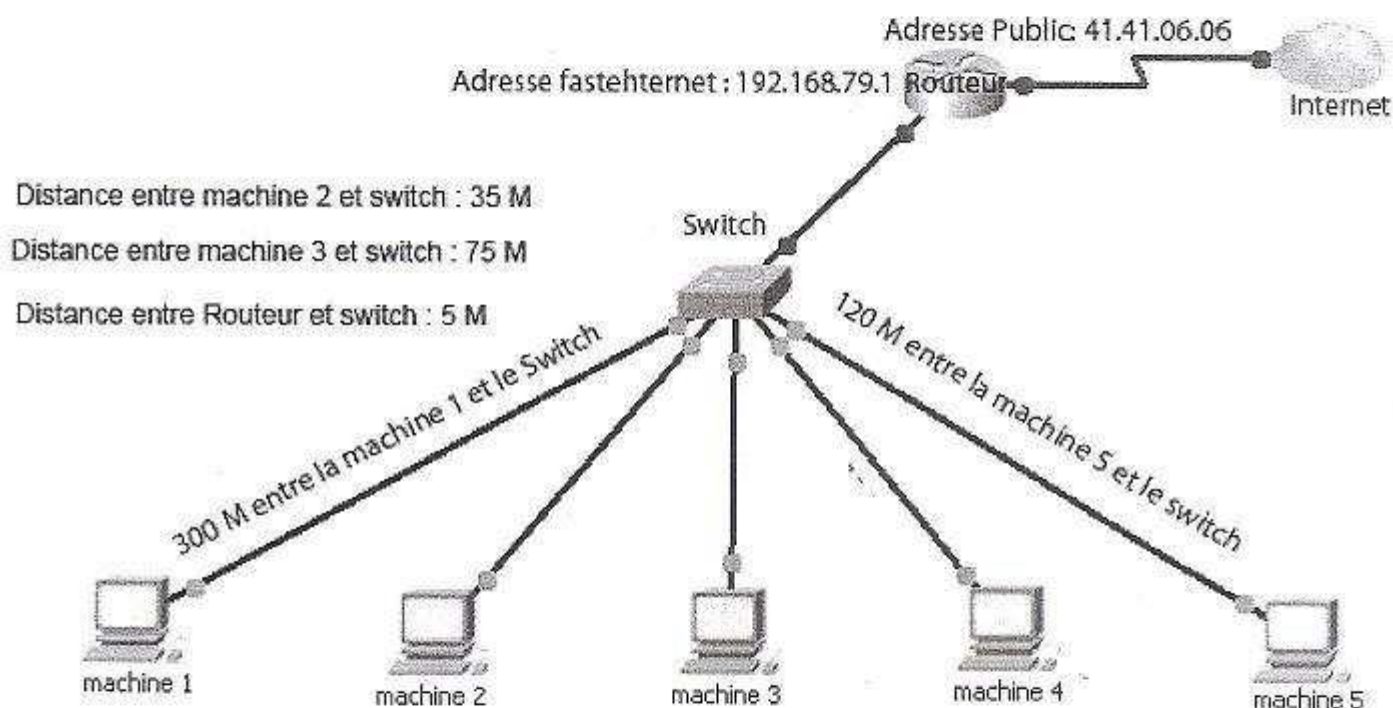 Adresse Public: 41.41.06.06
Adresse fastehternet : 192.168.79.1 Routeur
Internet
Distance entre machine 2 et switch : 35 M
Switch
Distance entre machine 3 et switch : 75 M
Distance entre Routeur et switch : 5 M
300 M entre la machine 1 et le Switch
120 M entre la machine 5 et le switch
machine 1
machine 2
machine 3
machine 4
machine 5